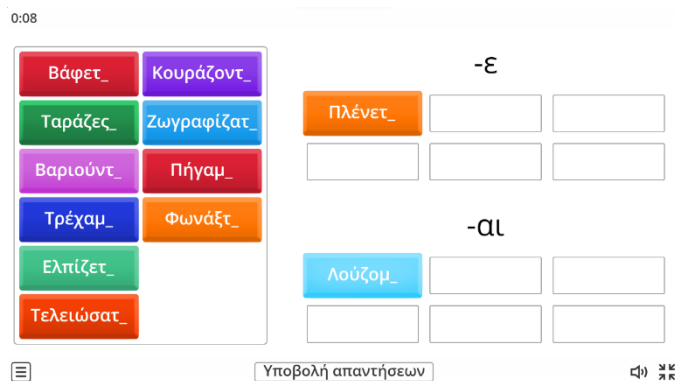 0:08
Βάφετ_
Κουράζοντ_
Ταράζες_
Ζωγραφίζατ_
Βαριούντ_
Πήγαμ_
Τρέχαμ_
Φωνάξτ_
Ελπίζετ_
Τελειώσατ_
-ε
Πλένετ_
-αι
Λούζομ_
Υποβολή απαντήσεων